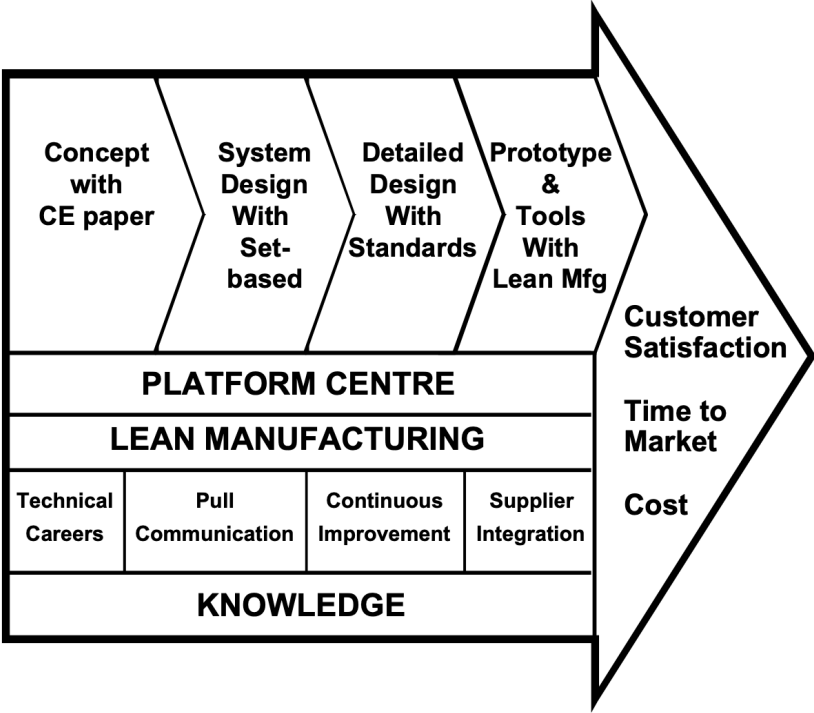 Concept
with
CE paper
System
Design
With
Set-
based
Detailed
Design
With
Standards
Prototype
&
Tools
With
Lean Mfg
PLATFORM CENTRE
LEAN MANUFACTURING
Technical
Careers
Pull
Communication
Continuous
Improvement
Supplier
Integration
KNOWLEDGE
Customer
Satisfaction
Time to
Market
Cost